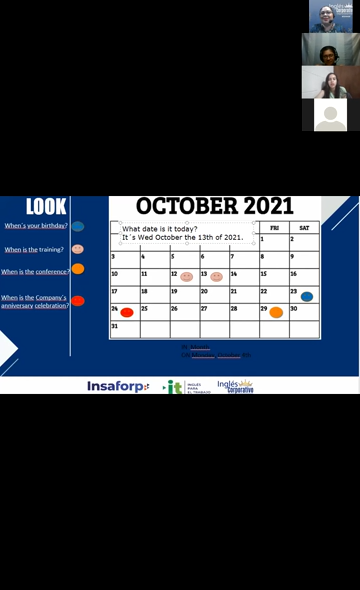 LOOK
OCTOBER 2021
When's your birthday?
When is the training?
When is the conference?
When is the Company's
anniversary celebration?
What date is it today?
It´s Wed October the 13th of 2021.
FRI SAT
1 2
3 4 5 6 7 8 9
10 11 12 13 14 15 16
17 18 19 20 21 22 23
24 25 26 27 28 29 30
31
Insaforp
it
INGLÉS
PARA
EL TRABAJO
Inglés
Corporativo